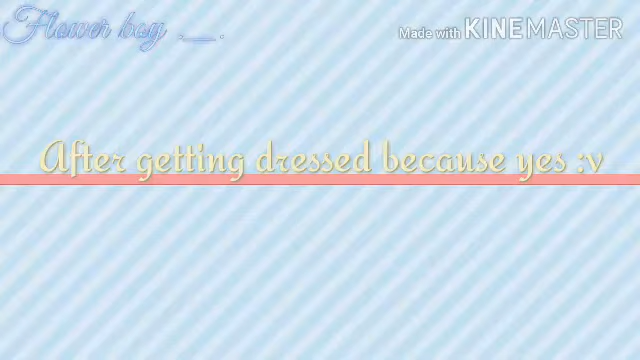 Flower boy ._.
Made with KINEMASTER
After getting dressed because yes :v